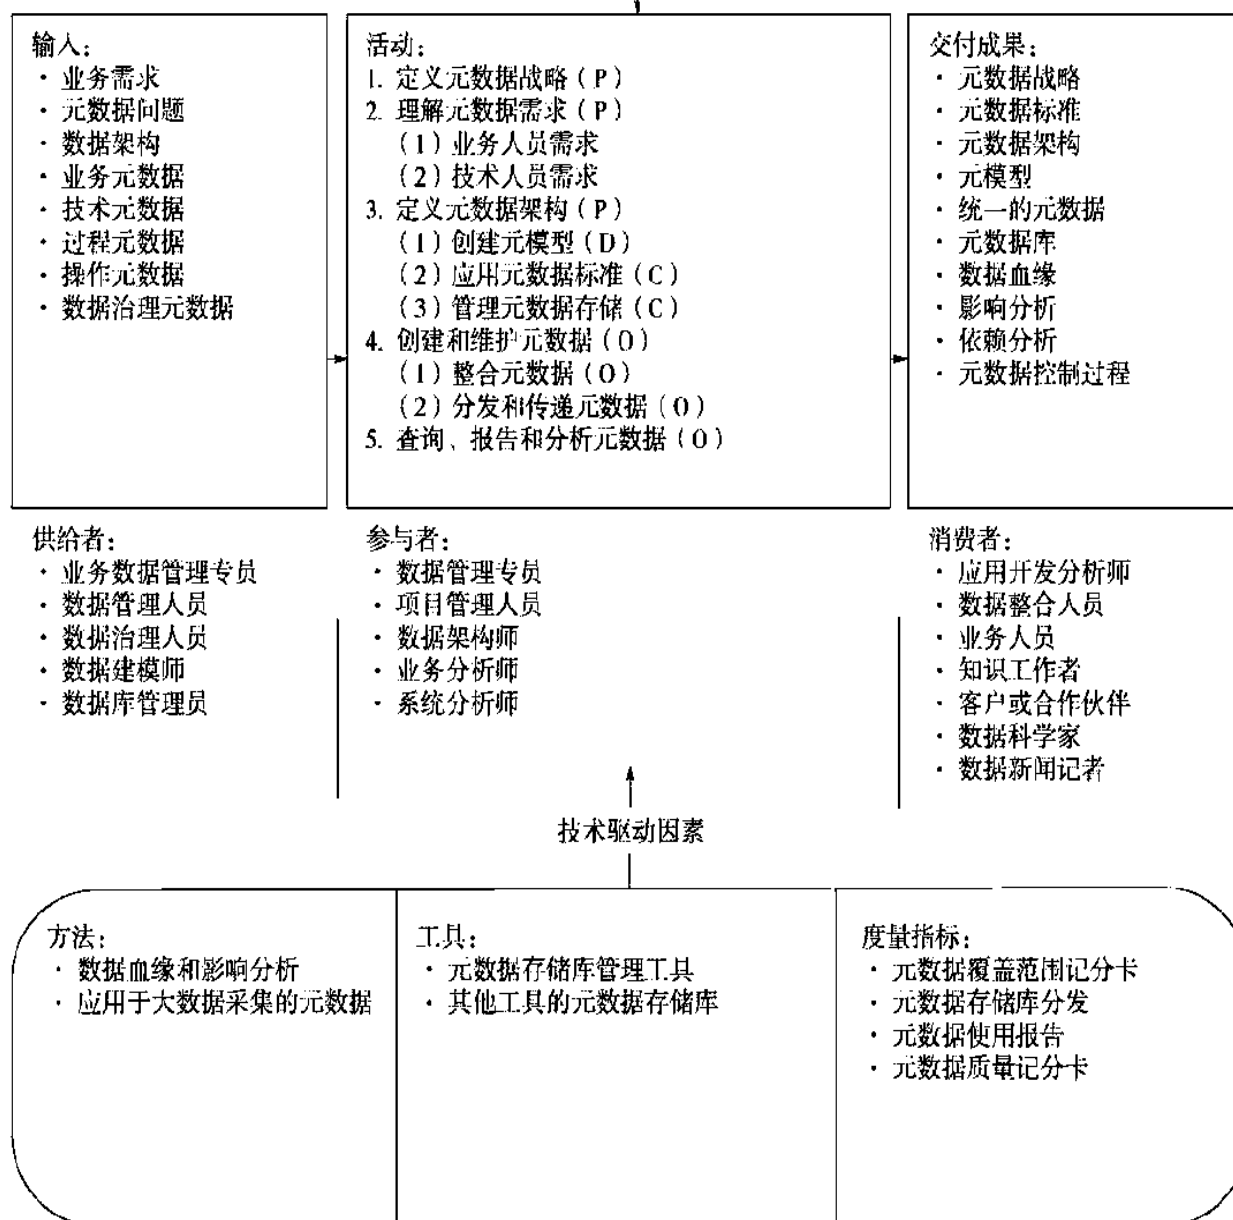 输入：
· 业务需求
· 元数据问题
· 数据架构
· 业务元数据
· 技术元数据
· 过程元数据
· 操作元数据
· 数据治理元数据
活动：
1. 定义元数据战略（P）
2. 理解元数据需求（P）
（1）业务人员需求
（2）技术人员需求
3. 定义元数据架构（P）
（1）创建元模型（D）
（2）应用元数据标准（C）
（3）管理元数据存储（C）
4. 创建和维护元数据（O）
（1）整合元数据（O）
（2）分发和传递元数据（O）
5. 查询、报告和分析元数据（O）
交付成果：
· 元数据战略
· 元数据标准
· 元数据架构
· 元模型
· 统一的元数据
· 元数据库
· 数据血缘
· 影响分析
· 依赖分析
· 元数据控制过程
供给者：
· 业务数据管理专员
· 数据管理人员
· 数据治理人员
· 数据建模师
· 数据库管理员
参与者：
· 数据管理专员
· 项目管理人员
· 数据架构师
· 业务分析师
· 系统分析师
消费者：
· 应用开发分析师
· 数据整合人员
· 业务人员
· 知识工作者
· 客户或合作伙伴
· 数据科学家
· 数据新闻记者
技术驱动因素
方法：
· 数据血缘和影响分析
· 应用于大数据采集的元数据
工具：
· 元数据存储库管理工具
· 其他工具的元数据存储库
度量指标：
· 元数据覆盖范围记分卡
· 元数据存储库分发
· 元数据使用报告
· 元数据质量记分卡